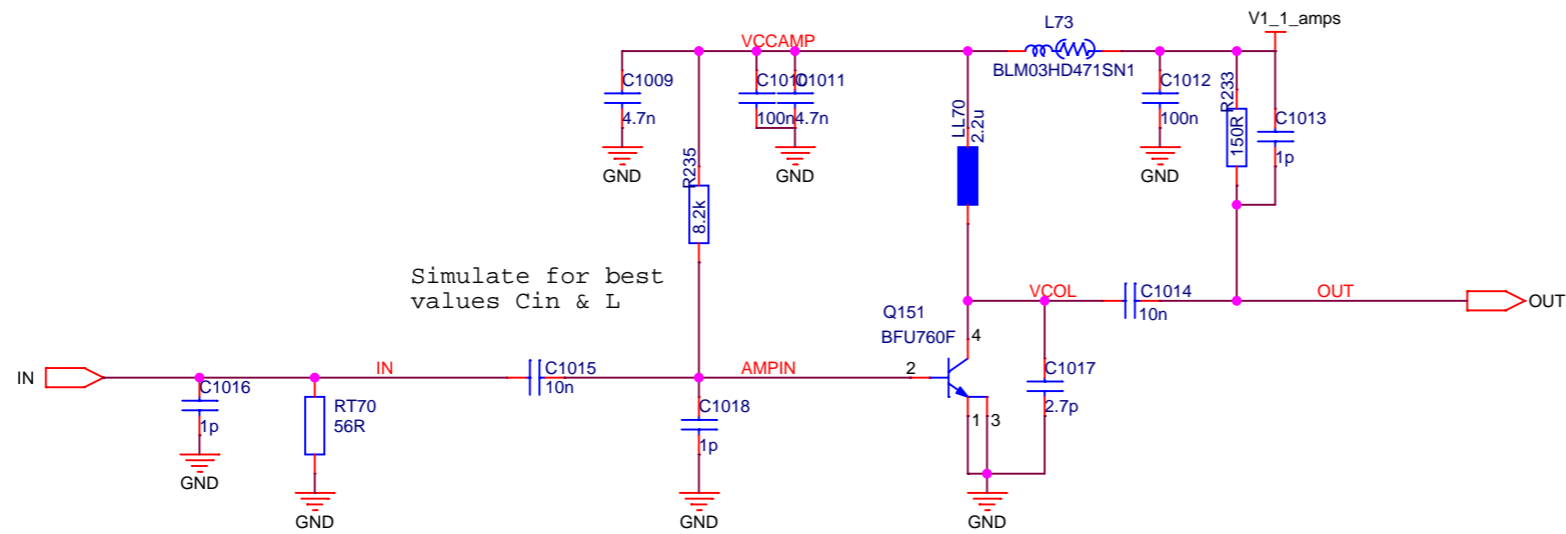 V1_1_amps
L73
VCCAMP
BLM03HD471SN1
C1009
4.7n
C1010
100n
C1011
4.7n
C1012
100n
R233
150R
C1013
1p
LL70
2.2u
GND
GND
GND
R235
8.2k
Simulate for best
values Cin & L
VCOL
C1014
10n
OUT
OUT
Q151
BFU760F
4
IN
IN
C1015
10n
AMPIN
2
C1017
2.7p
C1016
1p
RT70
56R
C1018
1p
1
3
GND
GND
GND
GND